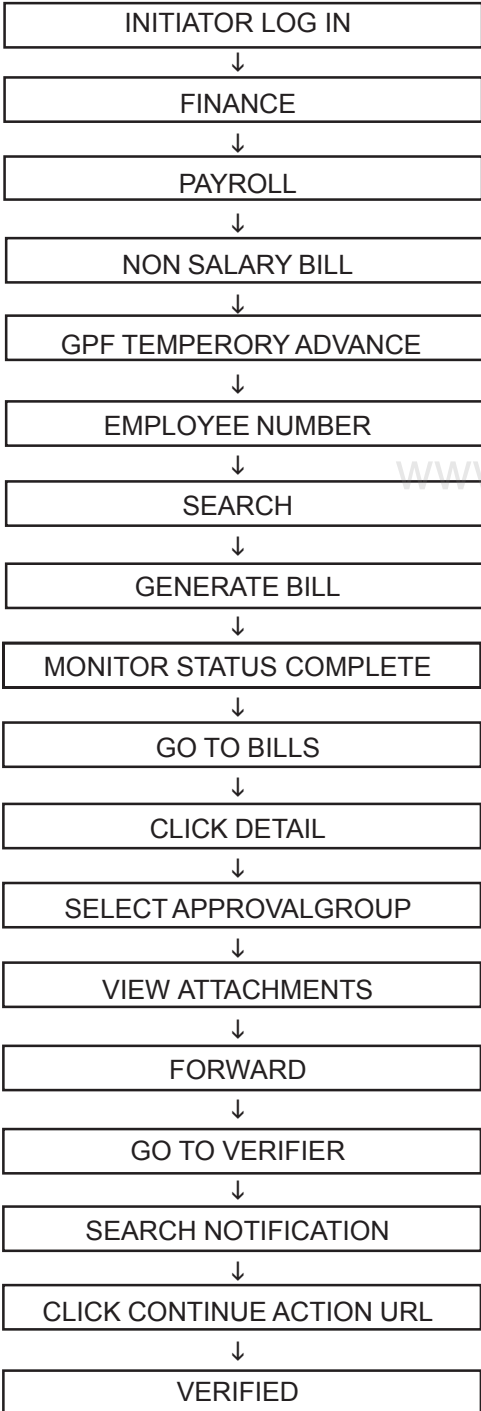 INITIATOR LOG IN
↓
FINANCE
↓
PAYROLL
↓
NON SALARY BILL
↓
GPF TEMPERORY ADVANCE
↓
EMPLOYEE NUMBER
↓
www
SEARCH
↓
GENERATE BILL
↓
MONITOR STATUS COMPLETE
↓
GO TO BILLS
↓
CLICK DETAIL
↓
SELECT APPROVALGROUP
↓
VIEW ATTACHMENTS
↓
FORWARD
↓
GO TO VERIFIER
↓
SEARCH NOTIFICATION
↓
CLICK CONTINUE ACTION URL
↓
VERIFIED